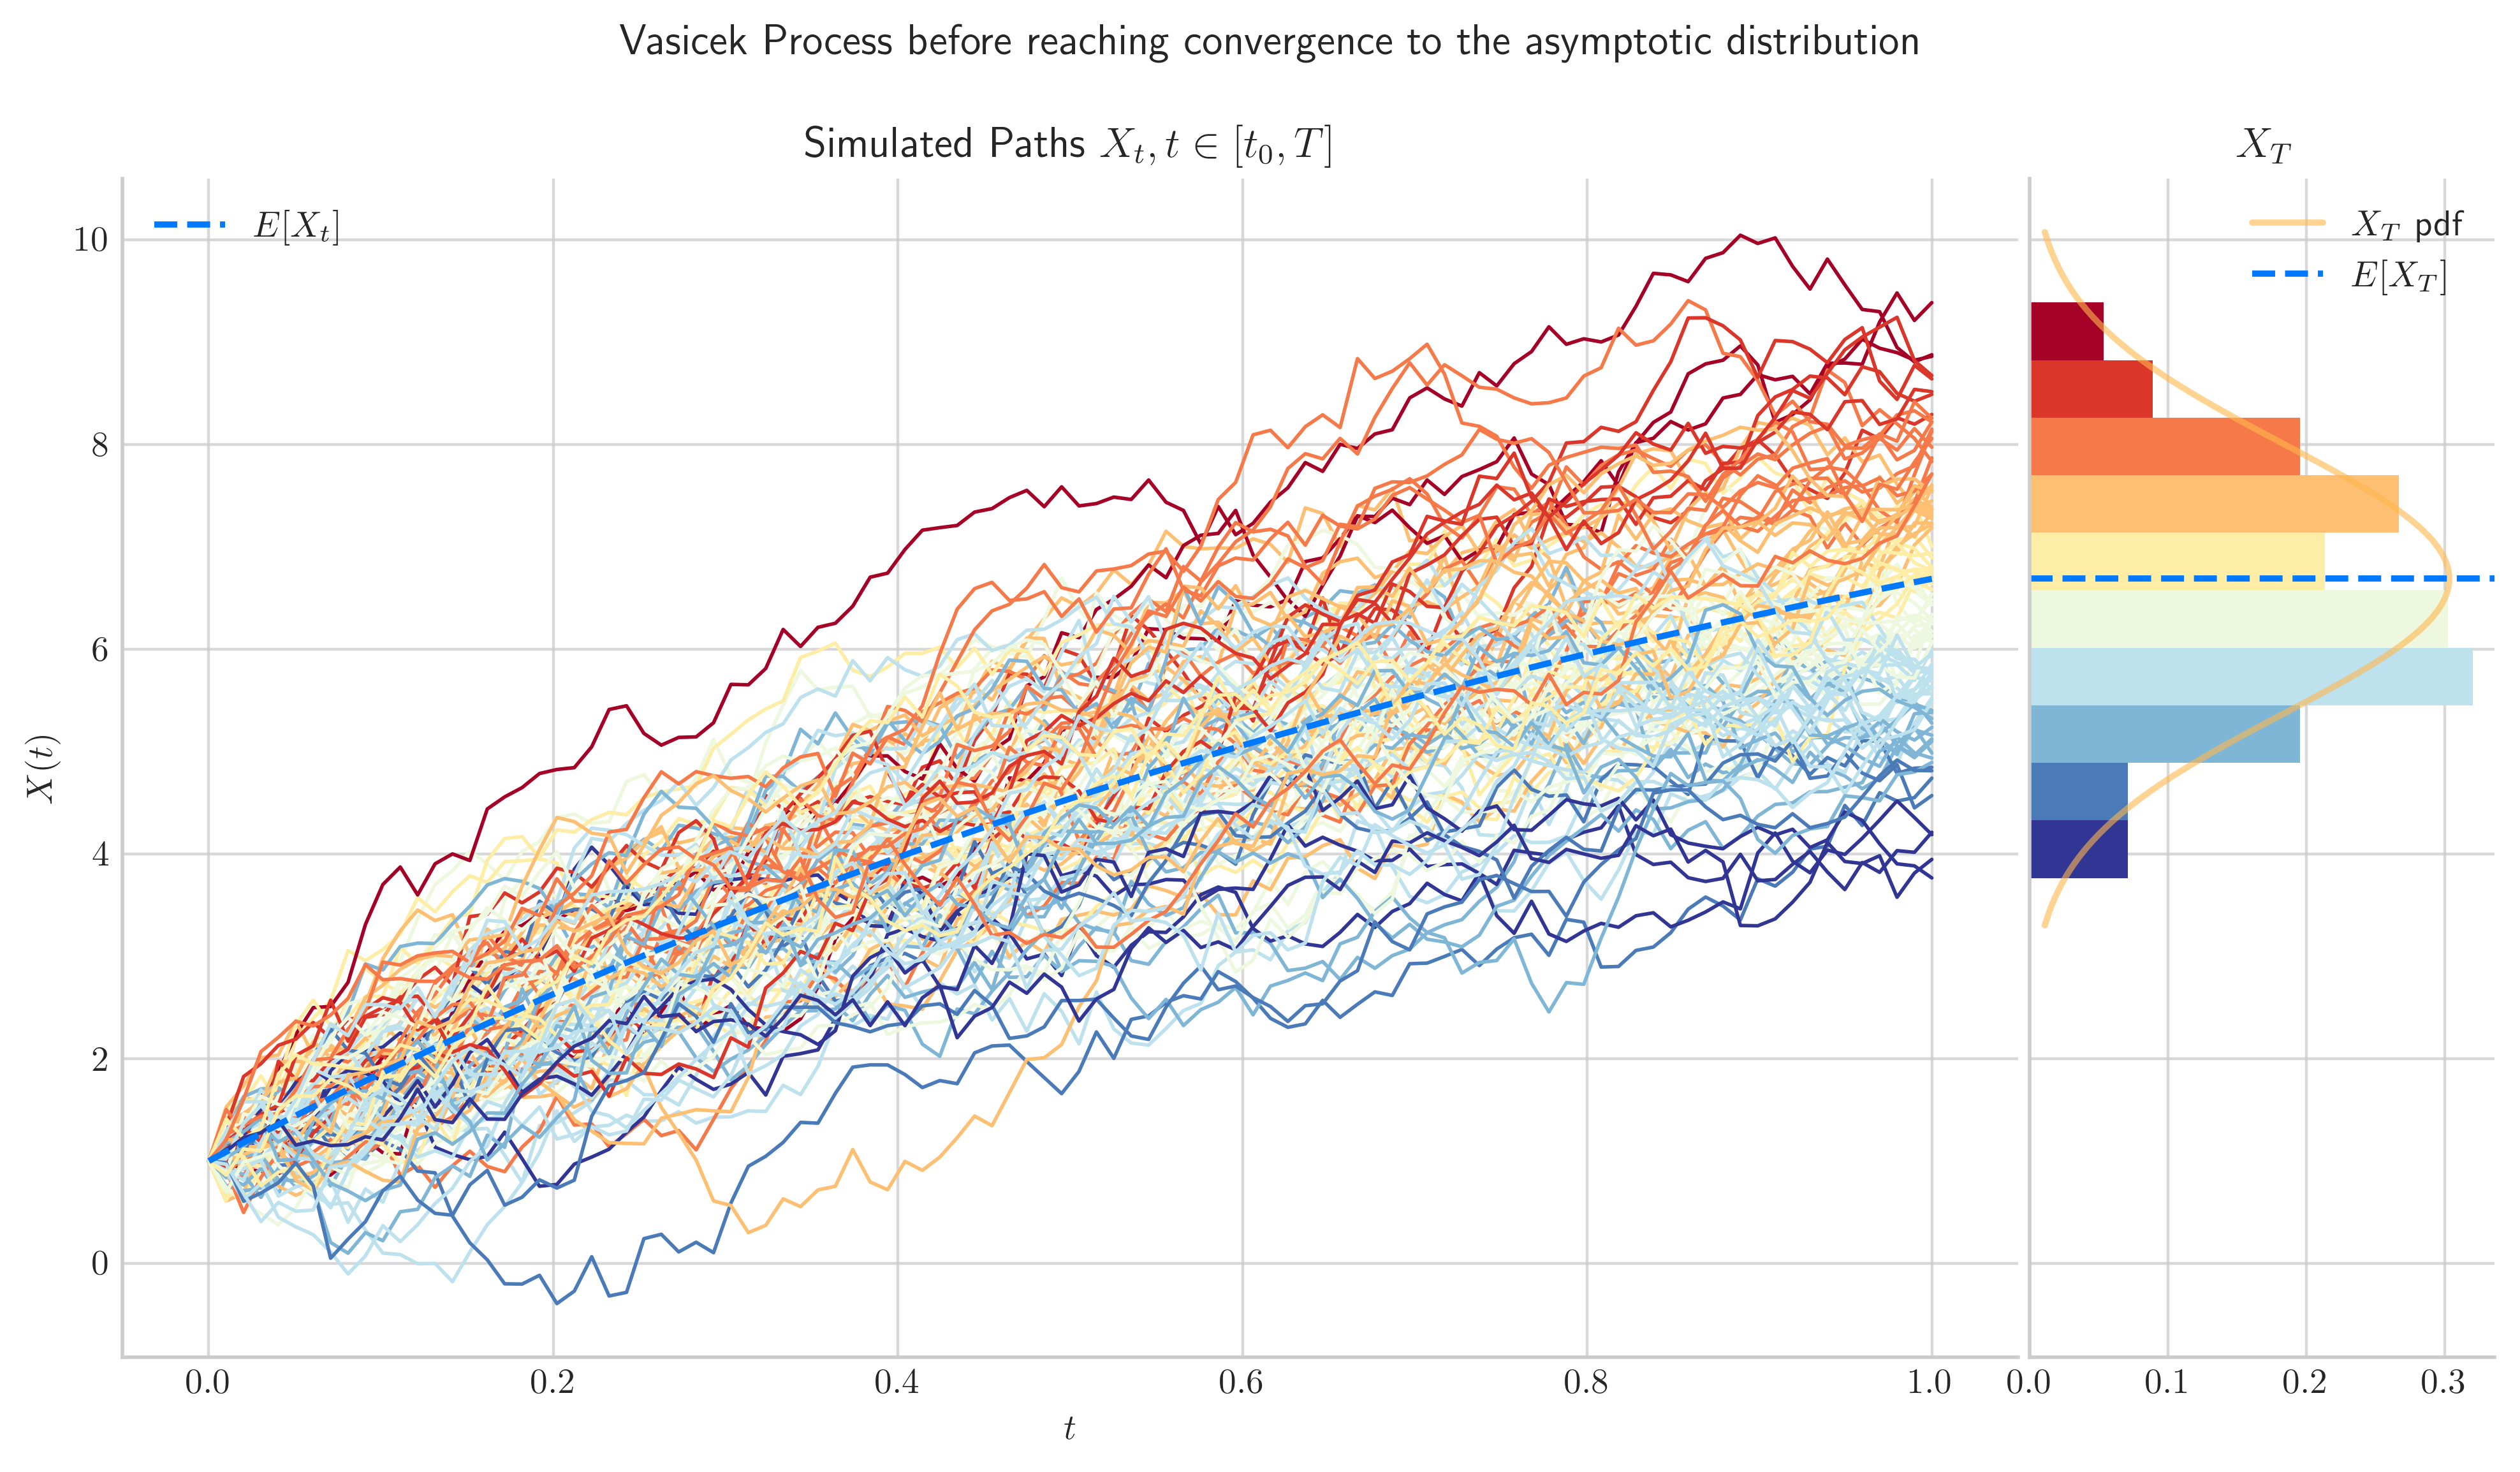 Vasicek Process before reaching convergence to the asymptotic distribution
Simulated Paths $X_t, t \in [t_0, T]$
$X_T$
$E[X_t]$
$X_T$ pdf
$E[X_T]$
10
8
6
4
2
0
$X(t)$
0.0 0.2 0.4 0.6 0.8 1.0
0.0 0.1 0.2 0.3
$t$